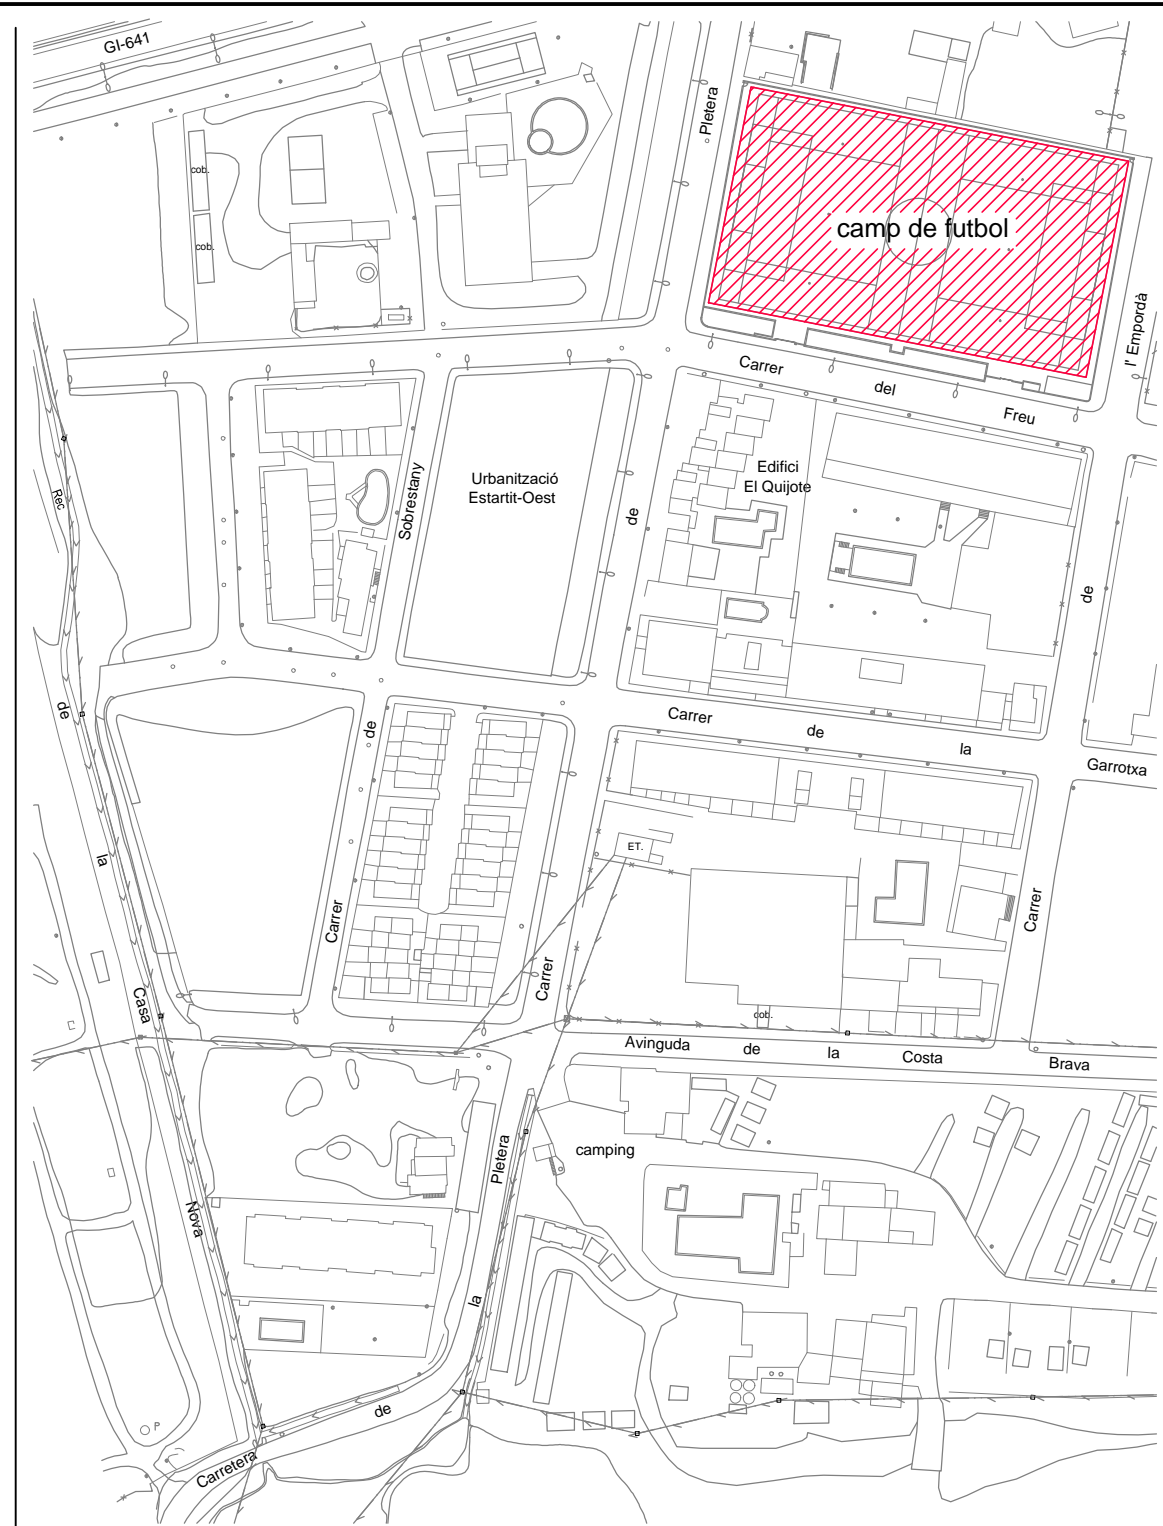 GI-641
Pletera
cob.
cob.
camp de futbol
l' Empordà
Carrer
del
Freu
Urbanització
Estartit-Oest
Edifici
El Quijote
Sobrestany
Rec
de
de
de
de
Carrer
de
la
Garrotxa
ET.
la
Carrer
Carrer
Carrer
Casa
cob.
Avinguda
de
la
Costa
Brava
camping
Pletera
Nova
la
de
P
Carretera